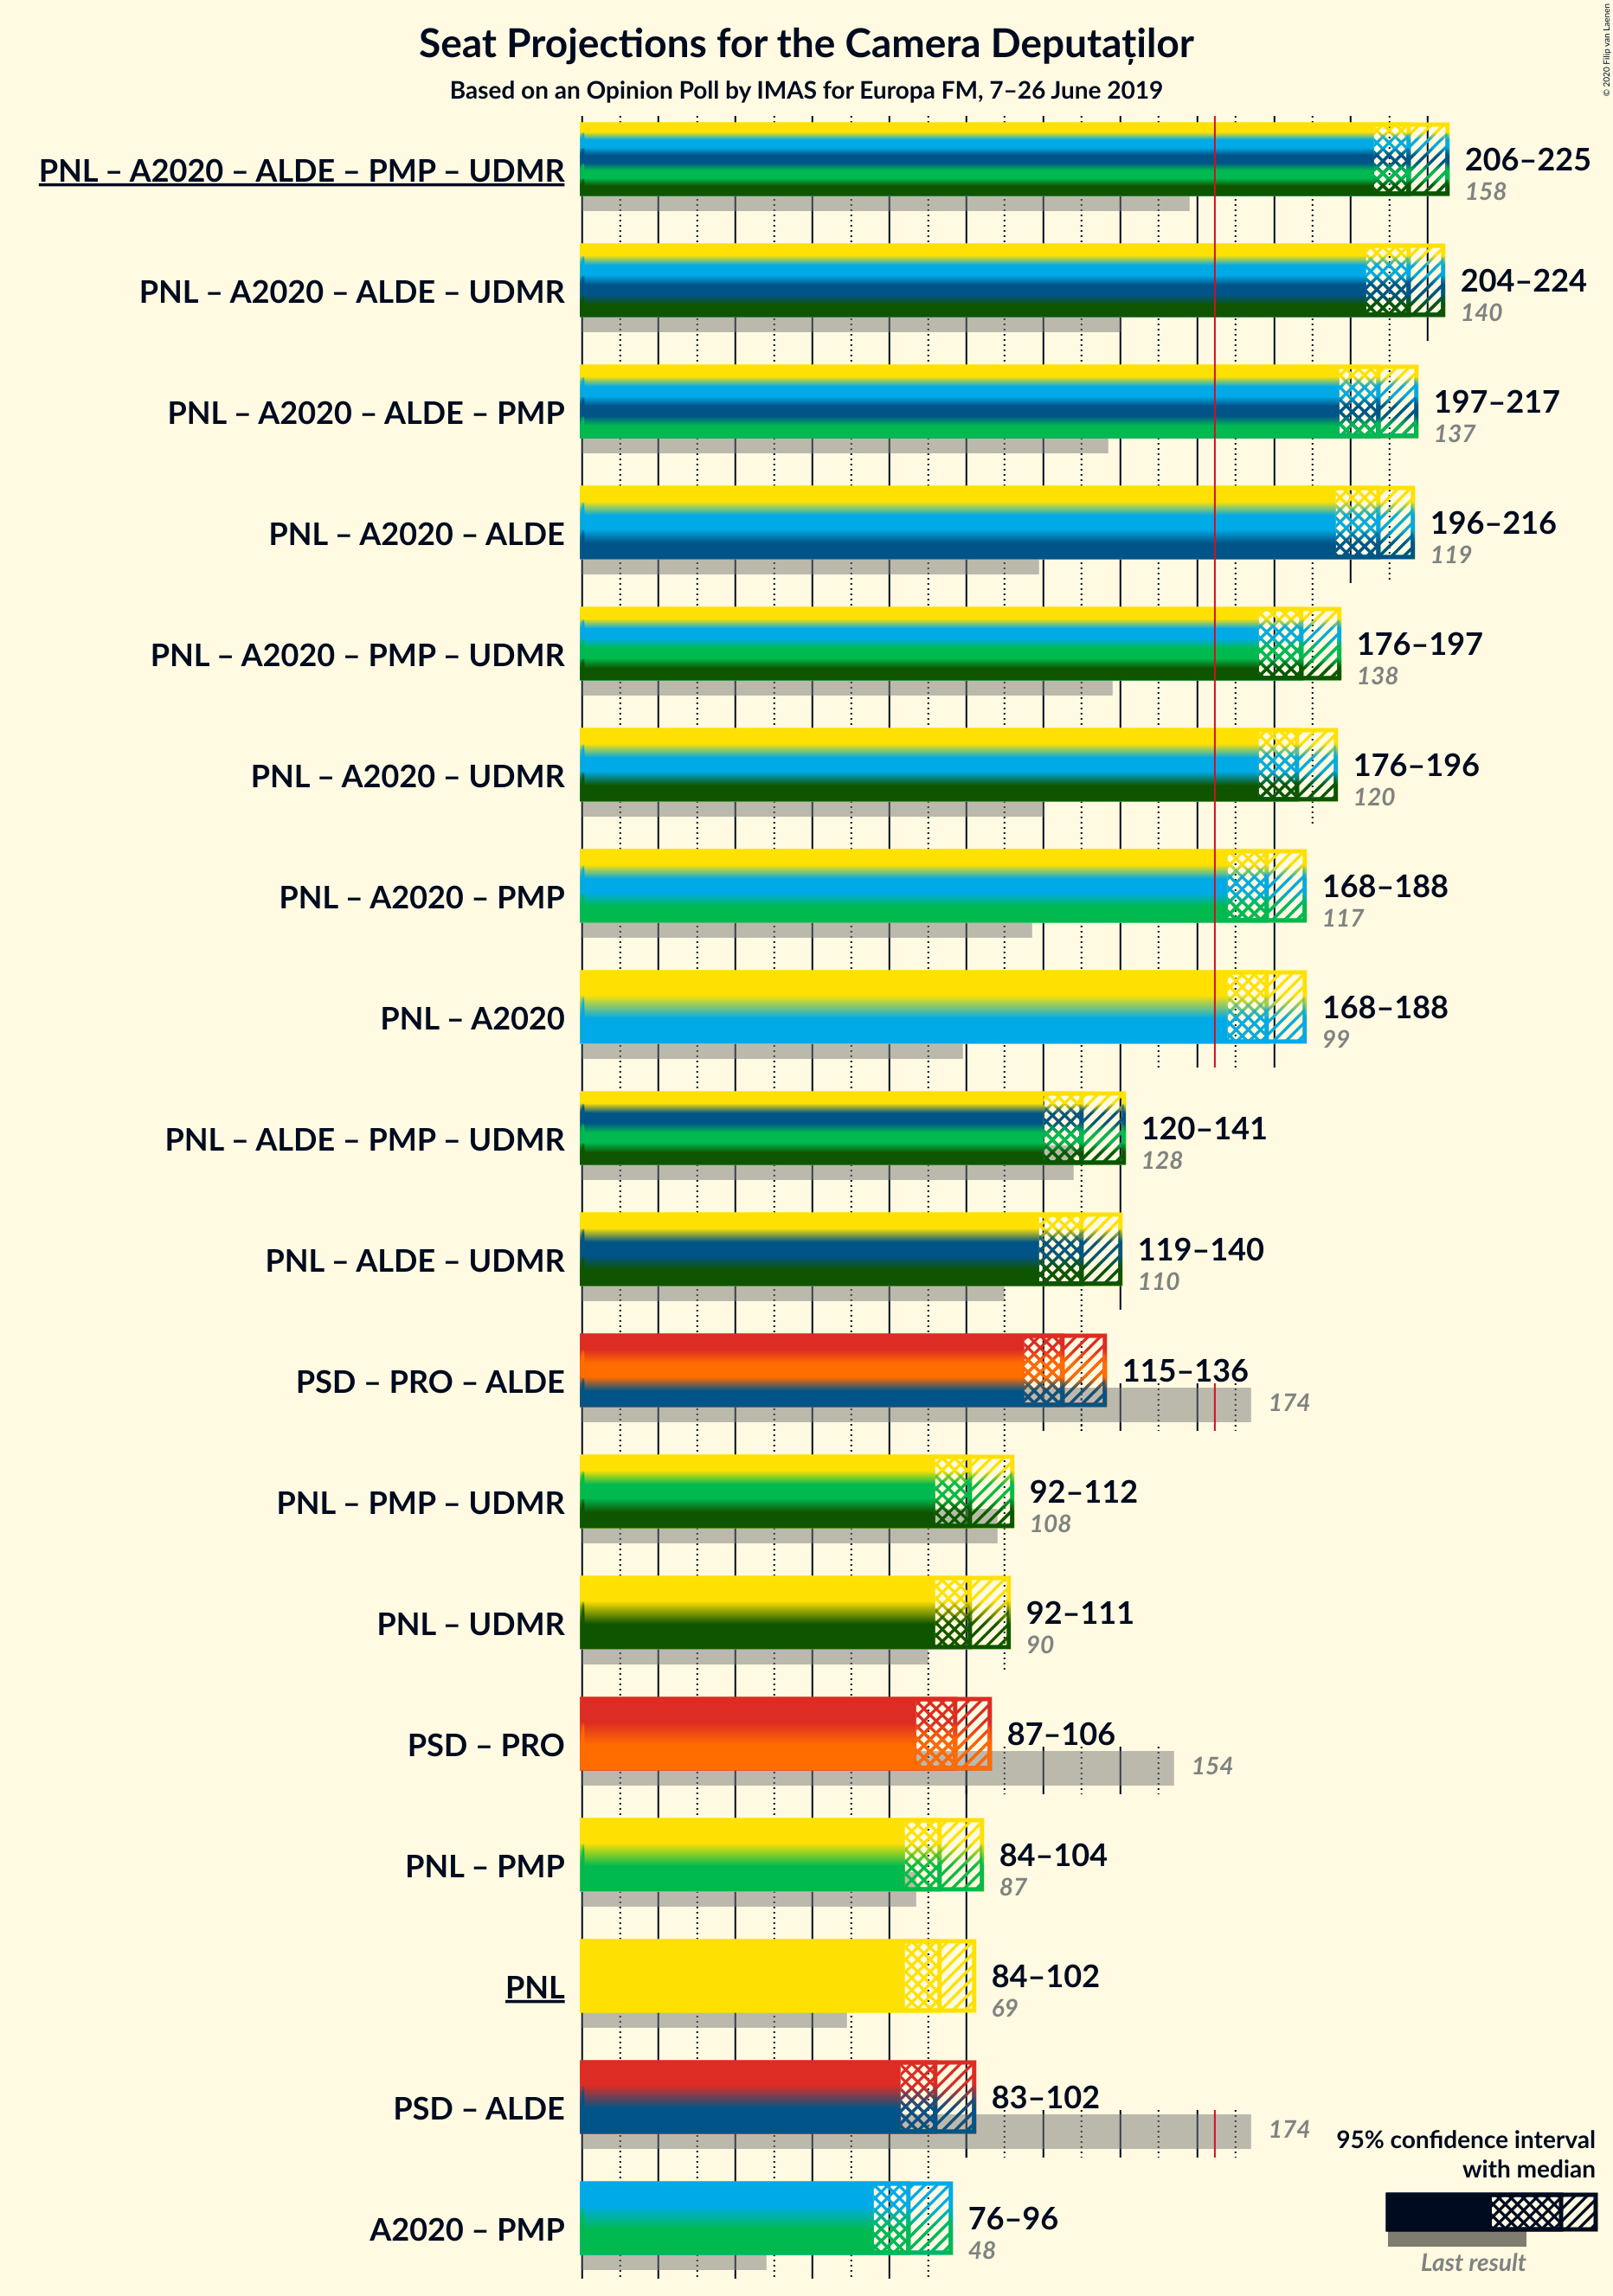 Seat Projections for the Camera Deputaților
Based on an Opinion Poll by IMAS for Europa FM, 7–26 June 2019
© 2020 Filip van Laenen
PNL – A2020 – ALDE – PMP – UDMR
206–225
158
PNL – A2020 – ALDE – UDMR
204–224
140
PNL – A2020 – ALDE – PMP
197–217
137
PNL – A2020 – ALDE
196–216
119
PNL – A2020 – PMP – UDMR
176–197
138
PNL – A2020 – UDMR
176–196
120
PNL – A2020 – PMP
168–188
117
PNL – A2020
168–188
99
PNL – ALDE – PMP – UDMR
120–141
128
PNL – ALDE – UDMR
119–140
110
PSD – PRO – ALDE
115–136
174
PNL – PMP – UDMR
92–112
108
PNL – UDMR
92–111
90
PSD – PRO
87–106
154
PNL – PMP
84–104
87
PNL
84–102
69
PSD – ALDE
83–102
174
A2020 – PMP
76–96
48
95% confidence interval
with median
Last result